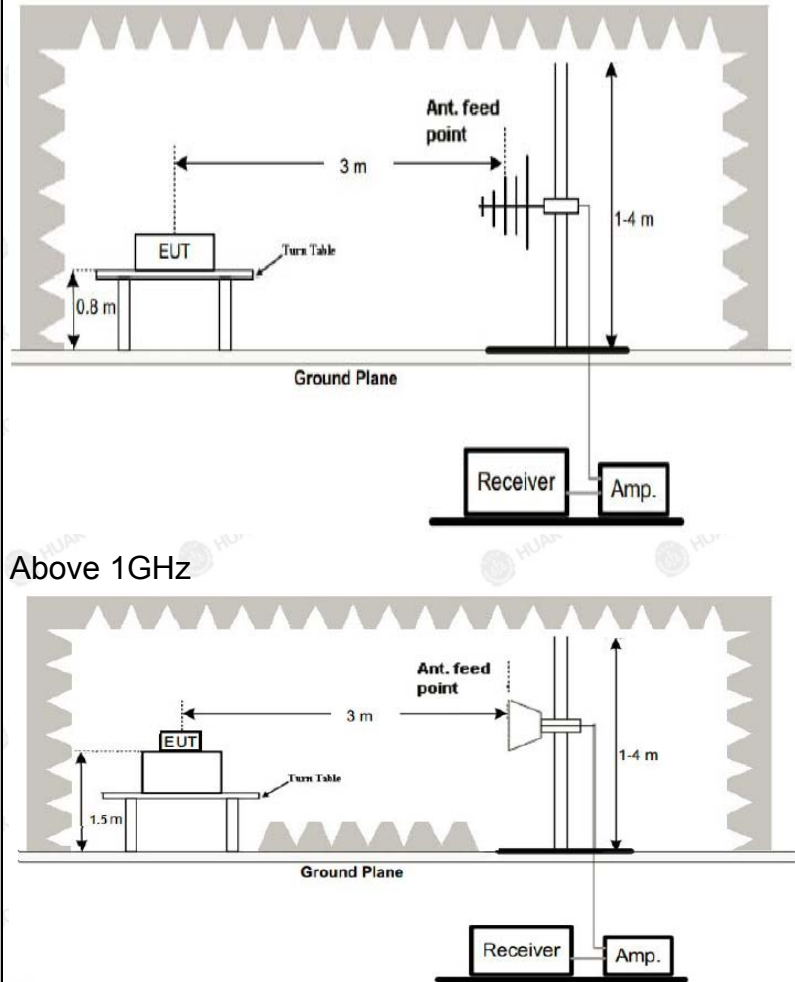 Ant. feed
point
3 m
1-4 m
EUT
Turn Table
0.8 m
Ground Plane
Receiver
Amp.
HUAK
Above 1GHz
Ant. feed
point
3 m
EUT
1-4 m
Turn Table
1.5 m
Ground Plane
Receiver
Amp.